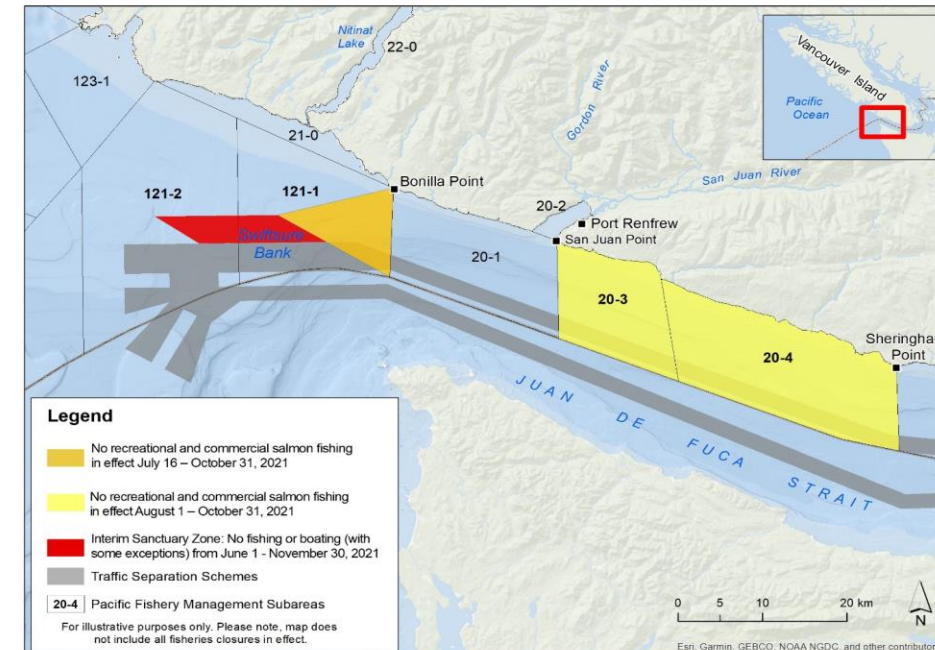 Nitinat
Lake
22-0
123-1
21-0
Gordon River
Vancouver Island
Pacific
Ocean
San Juan River
121-2
121-1
Bonilla Point
20-2
Port Renfrew
San Juan Point
Swiftsure
Bank
20-1
20-3
20-4
Sheringha
Point
JUAN DE FUCA STRAIT
Legend
No recreational and commercial salmon fishing
in effect July 16 – October 31, 2021
No recreational and commercial salmon fishing
in effect August 1 – October 31, 2021
Interim Sanctuary Zone: No fishing or boating (with
some exceptions) from June 1 - November 30, 2021
Traffic Separation Schemes
20-4 Pacific Fishery Management Subareas
For illustrative purposes only. Please note, map does
not include all fisheries closures in effect.
0 5 10 20 km
N
Esri, Garmin, GEBCO, NOAA NGDC, and other contributor